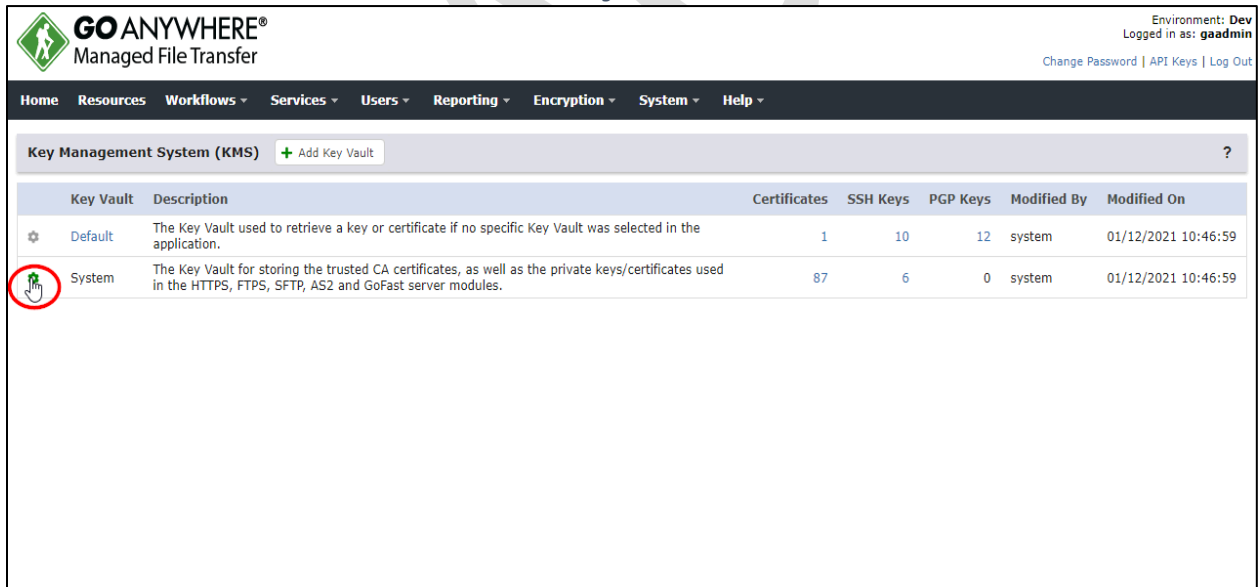 GO ANYWHERE®
Managed File Transfer
Environment: Dev
Logged in as: gaadmin
Change Password | API Keys | Log Out
Home Resources Workflows Services Users Reporting Encryption System Help
Key Management System (KMS) + Add Key Vault ?
Key Vault Description Certificates SSH Keys PGP Keys Modified By Modified On
Default The Key Vault used to retrieve a key or certificate if no specific Key Vault was selected in the
application. 1 10 12 system 01/12/2021 10:46:59
System The Key Vault for storing the trusted CA certificates, as well as the private keys/certificates used
in the HTTPS, FTPS, SFTP, AS2 and GoFast server modules. 87 6 0 system 01/12/2021 10:46:59